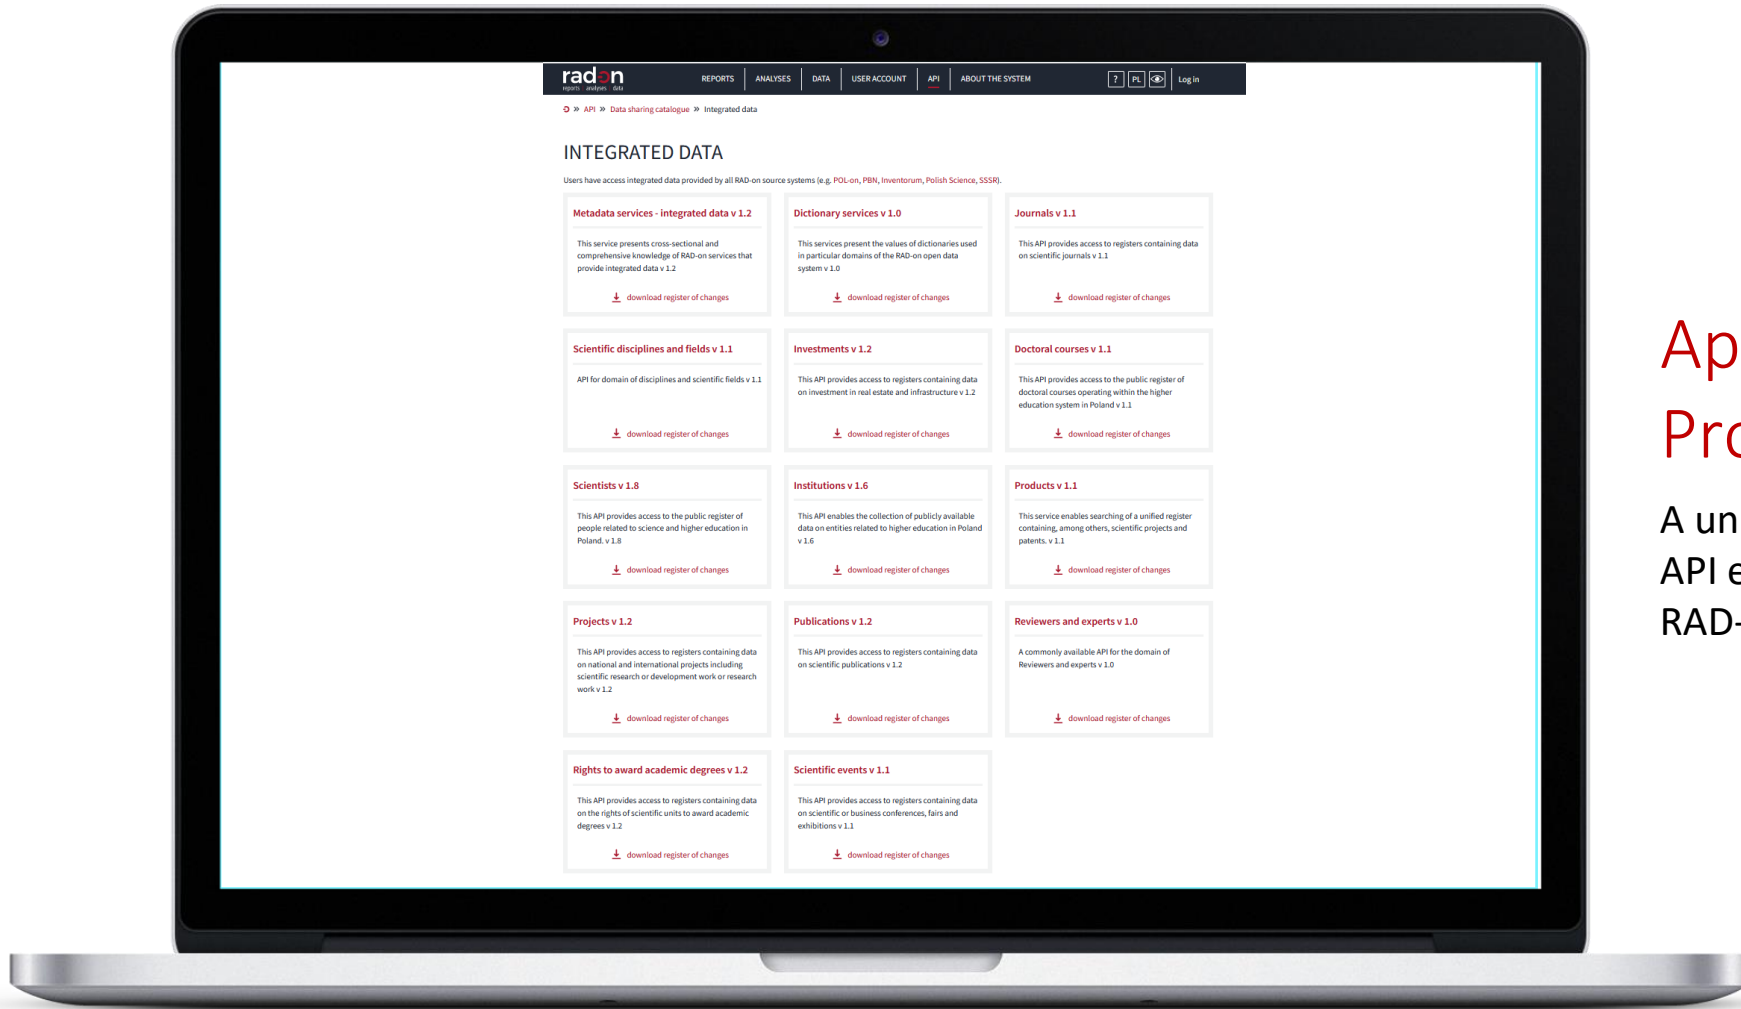 radon
reports analyses data
REPORTS
ANALYSES
DATA
USER ACCOUNT
API
ABOUT THE SYSTEM
?
PL
Log in
» API » Data sharing catalogue » Integrated data
INTEGRATED DATA
Users have access integrated data provided by all RAD-on source systems (e.g. POL-on, PBN, Inventorum, Polish Science, SSSR).
Metadata services - integrated data v 1.2
This service presents cross-sectional and
comprehensive knowledge of RAD-on services that
provide integrated data v 1.2
download register of changes
Dictionary services v 1.0
This services present the values of dictionaries used
in particular domains of the RAD-on open data
system v 1.0
download register of changes
Journals v 1.1
This API provides access to registers containing data
on scientific journals v 1.1
download register of changes
Scientific disciplines and fields v 1.1
API for domain of disciplines and scientific fields v 1.1
download register of changes
Investments v 1.2
This API provides access to registers containing data
on investment in real estate and infrastructure v 1.2
download register of changes
Doctoral courses v 1.1
This API provides access to the public register of
doctoral courses operating within the higher
education system in Poland v 1.1
download register of changes
Scientists v 1.8
This API provides access to the public register of
people related to science and higher education in
Poland. v 1.8
download register of changes
Institutions v 1.6
This API enables the collection of publicly available
data on entities related to higher education in Poland
v 1.6
download register of changes
Products v 1.1
This service enables searching of a unified register
containing, among others, scientific projects and
patents. v 1.1
download register of changes
Projects v 1.2
This API provides access to registers containing data
on national and international projects including
scientific research or development work or research
work v 1.2
download register of changes
Publications v 1.2
This API provides access to registers containing data
on scientific publications v 1.2
download register of changes
Reviewers and experts v 1.0
A commonly available API for the domain of
Reviewers and experts v 1.0
download register of changes
Rights to award academic degrees v 1.2
This API provides access to registers containing data
on the rights of scientific units to award academic
degrees v 1.2
download register of changes
Scientific events v 1.1
This API provides access to registers containing data
on scientific or business conferences, fairs and
exhibitions v 1.1
download register of changes
Ap
Pro
A un
API e
RAD-